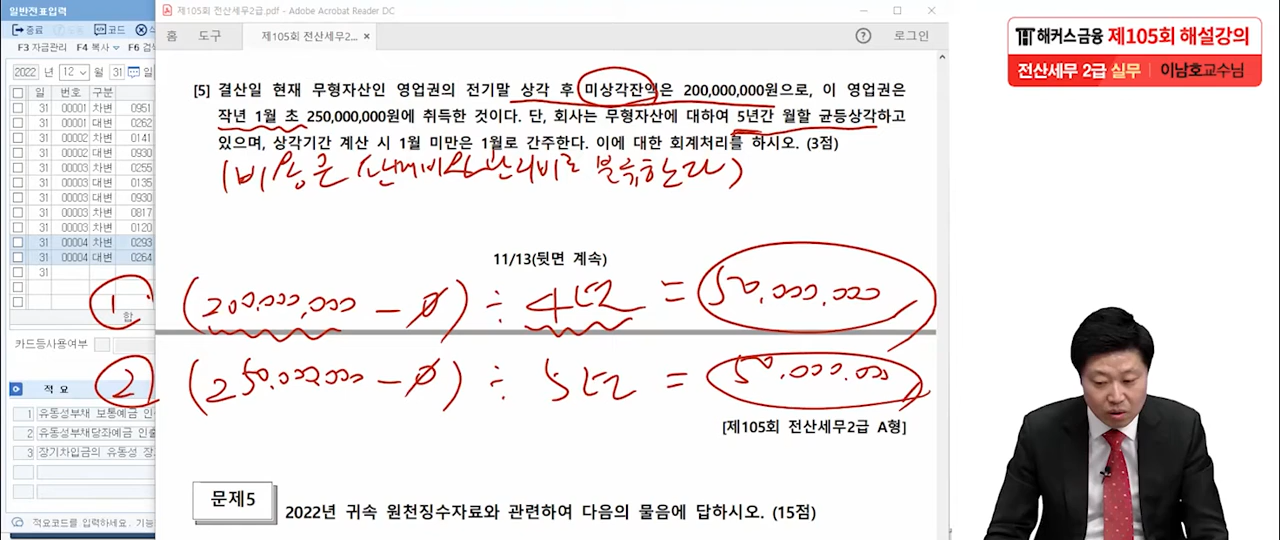 일반전표입력
종료
코드
F3 자금관리 F4 복사 F6 검색
2022 년 12 월 31 일
일 번호 구분
31 00001 차변 0951
31 00001 대변 0262
31 00002 차변 0141
31 00002 대변 0930
31 00003 차변 0255
31 00003 대변 0135
31 00003 대변 0930
31 00003 차변 0817
31 00003 차변 0120
31 00004 차변 0293
31 00004 대변 0264
31
합
카드등사용여부
적 요
1 유동성부채 보통예금 인
2 유동성부채당좌예금 인출
3 장기차입금의 유동성 장
적요코드를 입력하세요. 기능
제105회 전산세무2급.pdf - Adobe Acrobat Reader DC
홈 도구 제105회 전산세무2... × ? 로그인
[5] 결산일 현재 무형자산인 영업권의 전기말 상각 후 미상각잔액은 200,000,000원으로, 이 영업권은
작년 1월 초 250,000,000원에 취득한 것이다. 단, 회사는 무형자산에 대하여 5년간 월할 균등상각하고
있으며, 상각기간 계산 시 1월 미만은 1월로 간주한다. 이에 대한 회계처리를 하시오. (3점)
(비용은 판매비와관리비로 분류한다)
11/13(뒷면 계속)
1. (200,000,000 - 0) ÷ 4년 = 50,000,000
2. (250,000,000 - 0) ÷ 5년 = 50,000,000
[제105회 전산세무2급 A형]
문제5 2022년 귀속 원천징수자료와 관련하여 다음의 물음에 답하시오. (15점)
해커스금융 제105회 해설강의
전산세무 2급 실무 이남호교수님